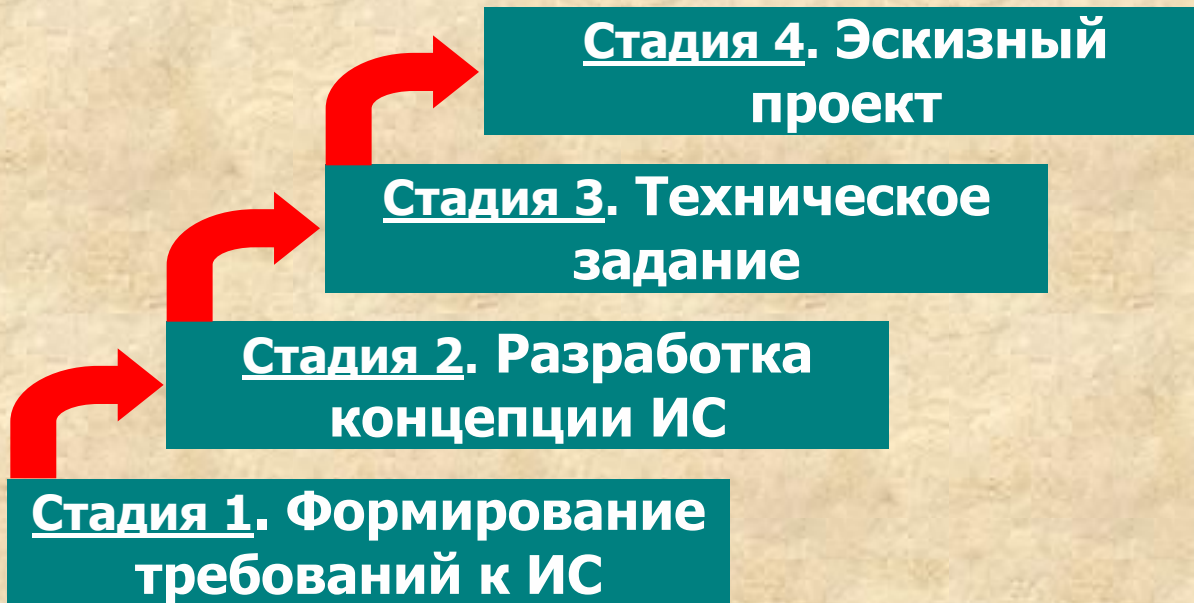 Стадия 4. Эскизный
проект
Стадия 3. Техническое
задание
Стадия 2. Разработка
концепции ИС
Стадия 1. Формирование
требований к ИС